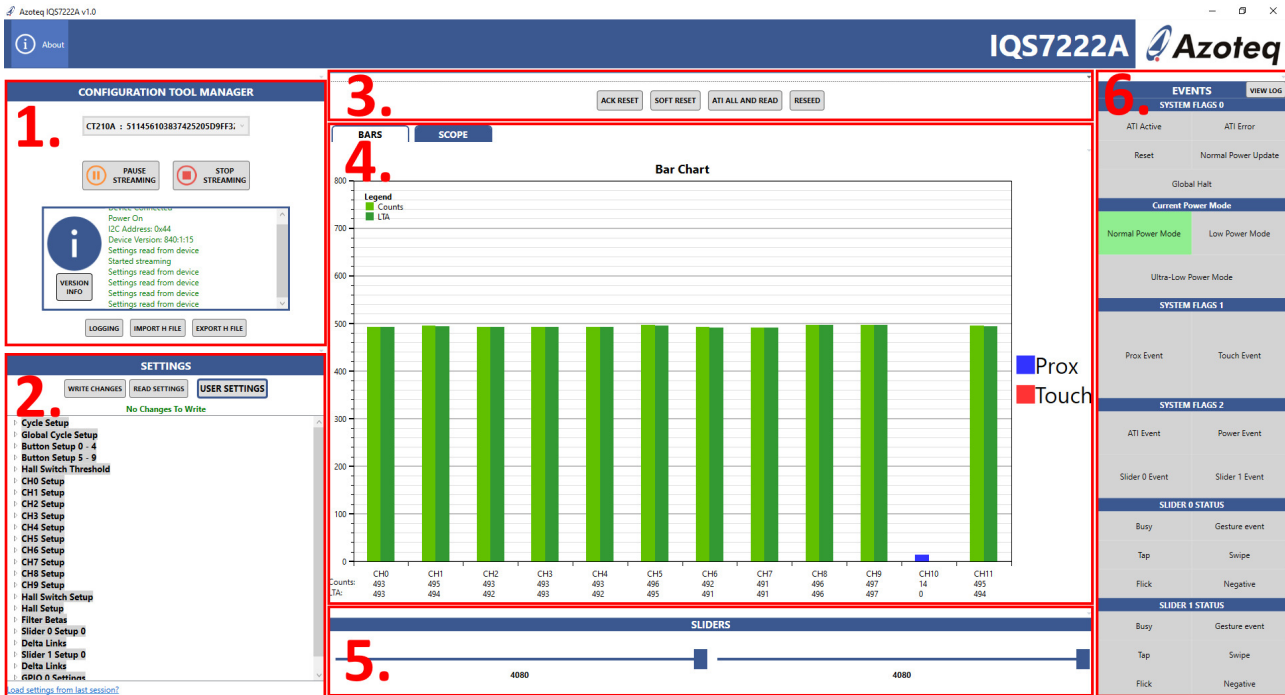 Azoteq IQS7222A v1.0
About
IQS7222A
Azoteq
1.
CONFIGURATION TOOL MANAGER
CT210A : 511456103837425205D9FF32
PAUSE STREAMING
STOP STREAMING
Device Connected
Power On
I2C Address: 0x44
Device Version: 840:1:15
Settings read from device
Started streaming
Settings read from device
Settings read from device
Settings read from device
Settings read from device
VERSION INFO
LOGGING
IMPORT H FILE
EXPORT H FILE
2.
SETTINGS
WRITE CHANGES
READ SETTINGS
USER SETTINGS
No Changes To Write
Cycle Setup
Global Cycle Setup
Button Setup 0 - 4
Button Setup 5 - 9
Hall Switch Threshold
CH0 Setup
CH1 Setup
CH2 Setup
CH3 Setup
CH4 Setup
CH5 Setup
CH6 Setup
CH7 Setup
CH8 Setup
CH9 Setup
Hall Switch Setup
Hall Setup
Filter Betas
Slider 0 Setup 0
Delta Links
Slider 1 Setup 0
Delta Links
GPIO 0 Settings
Load settings from last session?
3.
ACK RESET
SOFT RESET
ATI ALL AND READ
RESEED
4.
BARS
SCOPE
Bar Chart
Legend
Counts
LTA
800
700
600
500
400
300
200
100
0
CH0 CH1 CH2 CH3 CH4 CH5 CH6 CH7 CH8 CH9 CH10 CH11
Counts: 493 495 493 493 493 496 492 491 496 497 14 495
LTA: 493 494 492 493 492 495 491 491 496 497 0 494
Prox
Touch
5.
SLIDERS
4080
4080
6.
EVENTS
VIEW LOG
SYSTEM FLAGS 0
ATI Active
ATI Error
Reset
Normal Power Update
Global Halt
Current Power Mode
Normal Power Mode
Low Power Mode
Ultra-Low Power Mode
SYSTEM FLAGS 1
Prox Event
Touch Event
SYSTEM FLAGS 2
ATI Event
Power Event
Slider 0 Event
Slider 1 Event
SLIDER 0 STATUS
Busy
Gesture event
Tap
Swipe
Flick
Negative
SLIDER 1 STATUS
Busy
Gesture event
Tap
Swipe
Flick
Negative